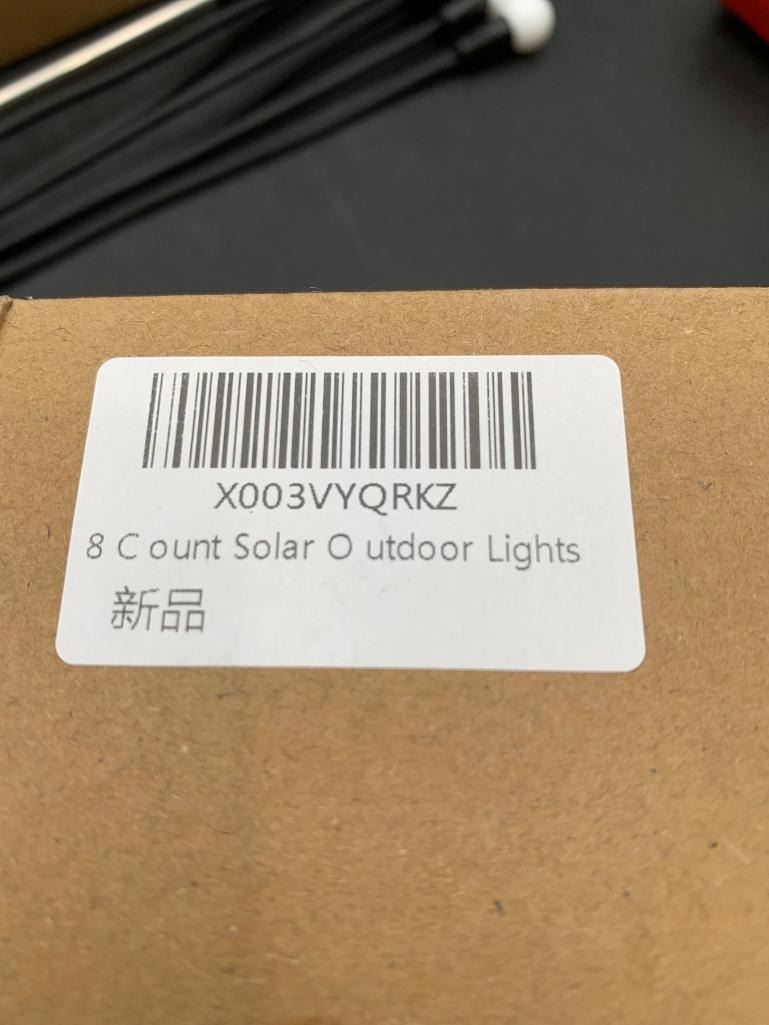 X003VYQRKZ
8 C ount Solar O utdoor Lights
新品